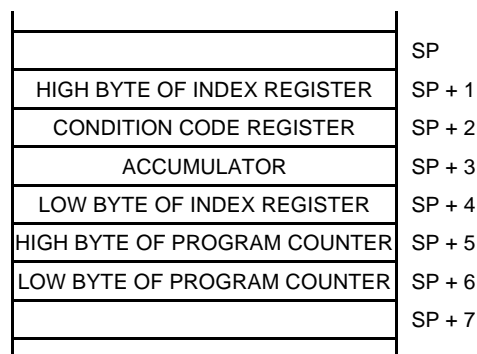 SP
HIGH BYTE OF INDEX REGISTER SP + 1
CONDITION CODE REGISTER SP + 2
ACCUMULATOR SP + 3
LOW BYTE OF INDEX REGISTER SP + 4
HIGH BYTE OF PROGRAM COUNTER SP + 5
LOW BYTE OF PROGRAM COUNTER SP + 6
SP + 7